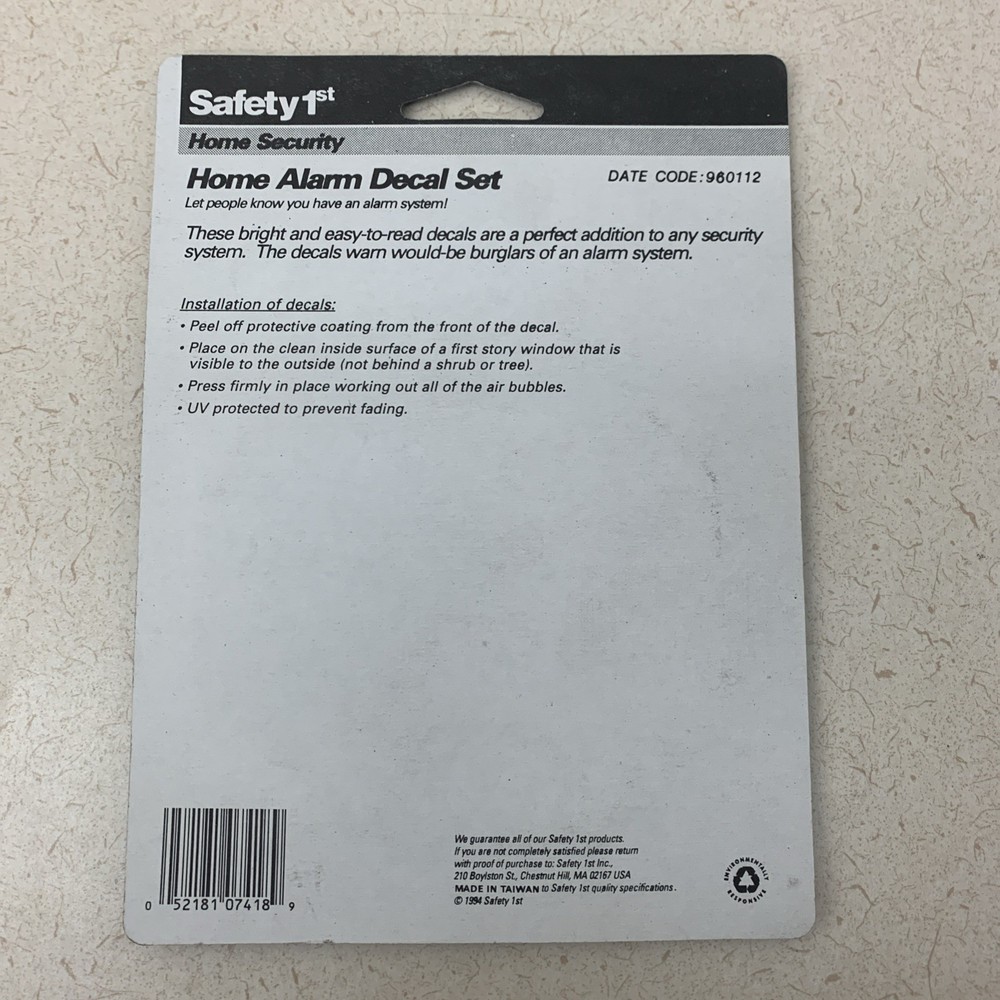 Safety 1st
Home Security
Home Alarm Decal Set
DATE CODE:960112
Let people know you have an alarm system!
These bright and easy-to-read decals are a perfect addition to any security
system. The decals warn would-be burglars of an alarm system.
Installation of decals:
• Peel off protective coating from the front of the decal.
• Place on the clean inside surface of a first story window that is
visible to the outside (not behind a shrub or tree).
• Press firmly in place working out all of the air bubbles.
• UV protected to prevent fading.
We guarantee all of our Safety 1st products.
If you are not completely satisfied please return
with proof of purchase to: Safety 1st Inc.,
210 Boylston St., Chestnut Hill, MA 02167 USA
MADE IN TAIWAN to Safety 1st quality specifications.
© 1994 Safety 1st
ENVIRONMENTALLY
RESPONSIVE
0 52181 07418 9